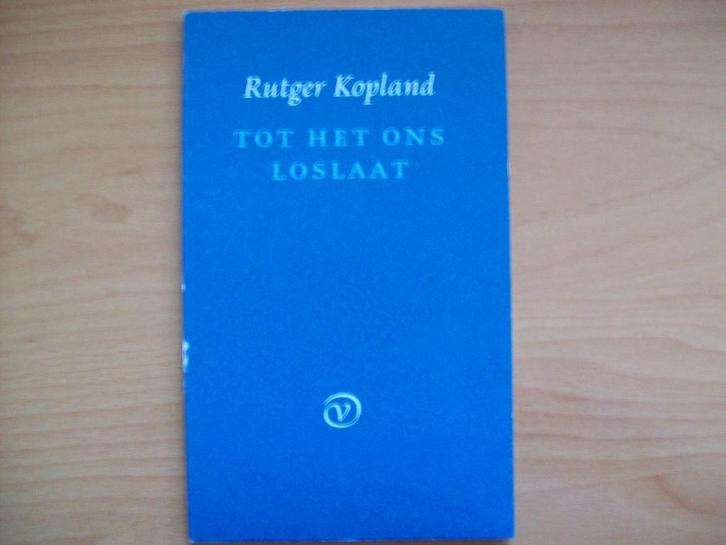 Rutger Kopland
TOT HET ONS
LOSLAAT
V